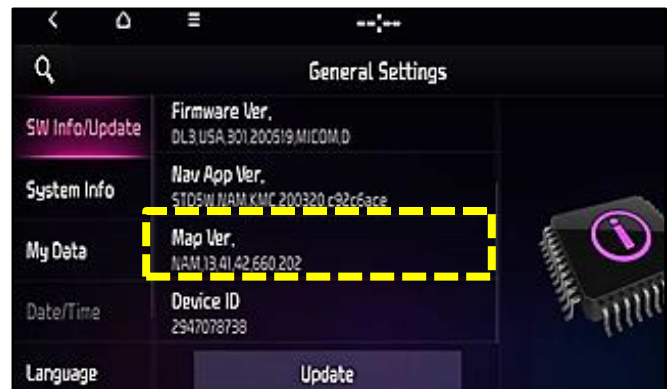 --:--
General Settings
SW Info/Update
System Info
My Data
Date/Time
Language
Firmware Ver.
DL3.USA.301.200519.MICOM.D
Nav App Ver.
STD5W.NAM.KMC.200320.c92c6ace
Map Ver.
NAM.13.41.42.660.202
Device ID
2947078738
Update
i